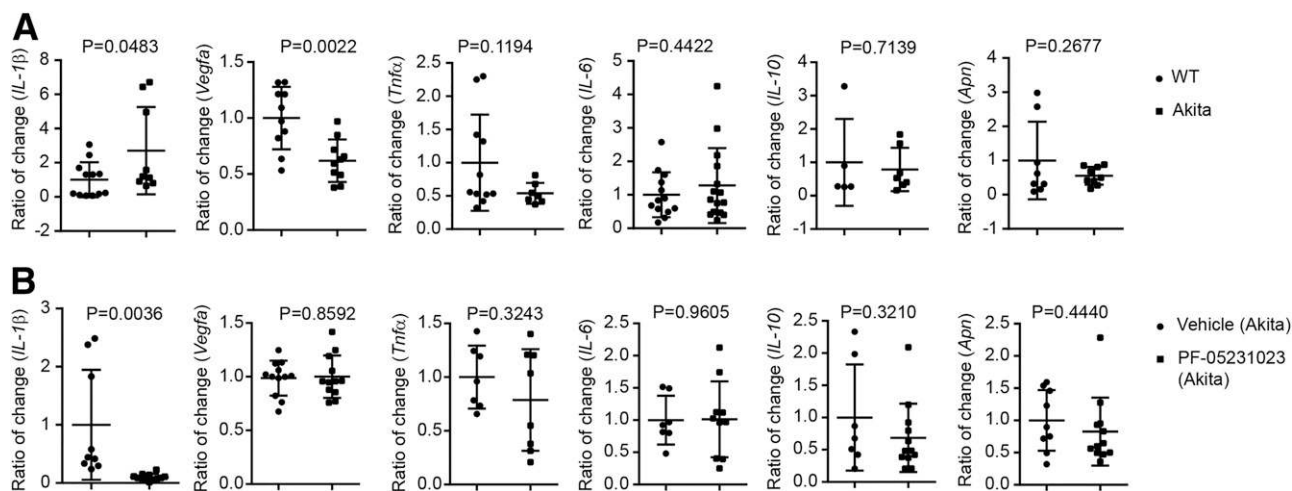 A
P=0.0483
P=0.0022
P=0.1194
P=0.4422
P=0.7139
P=0.2677
Ratio of change (IL-1β)
8
6
4
2
0
-2
Ratio of change (Vegfa)
1.5
1.0
0.5
0.0
Ratio of change (Tnfα)
2.5
2.0
1.5
1.0
0.5
0.0
Ratio of change (IL-6)
5
4
3
2
1
0
Ratio of change (IL-10)
4
3
2
1
0
-1
Ratio of change (Apn)
4
3
2
1
0
-1
WT
Akita
B
P=0.0036
P=0.8592
P=0.3243
P=0.9605
P=0.3210
P=0.4440
Ratio of change (IL-1β)
3
2
1
0
Ratio of change (Vegfa)
1.5
1.0
0.5
0.0
Ratio of change (Tnfα)
1.5
1.0
0.5
0.0
Ratio of change (IL-6)
2.5
2.0
1.5
1.0
0.5
0.0
Ratio of change (IL-10)
2.5
2.0
1.5
1.0
0.5
0.0
Ratio of change (Apn)
2.5
2.0
1.5
1.0
0.5
0.0
Vehicle (Akita)
PF-05231023
(Akita)